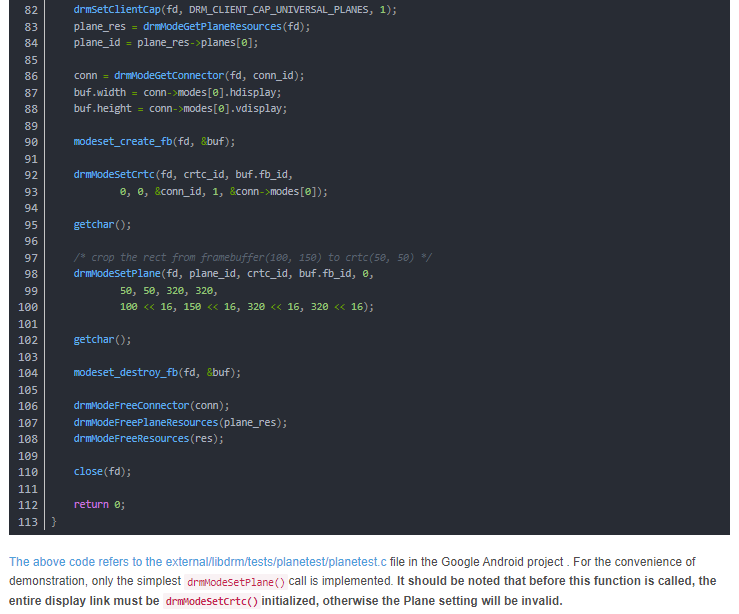 82 drmSetClientCap(fd, DRM_CLIENT_CAP_UNIVERSAL_PLANES, 1);
83 plane_res = drmModeGetPlaneResources(fd);
84 plane_id = plane_res->planes[0];
85
86 conn = drmModeGetConnector(fd, conn_id);
87 buf.width = conn->modes[0].hdisplay;
88 buf.height = conn->modes[0].vdisplay;
89
90 modeset_create_fb(fd, &buf);
91
92 drmModeSetCrtc(fd, crtc_id, buf.fb_id,
93 0, 0, &conn_id, 1, &conn->modes[0]);
94
95 getchar();
96
97 /* crop the rect from framebuffer(100, 150) to crtc(50, 50) */
98 drmModeSetPlane(fd, plane_id, crtc_id, buf.fb_id, 0,
99 50, 50, 320, 320,
100 100 << 16, 150 << 16, 320 << 16, 320 << 16);
101
102 getchar();
103
104 modeset_destroy_fb(fd, &buf);
105
106 drmModeFreeConnector(conn);
107 drmModeFreePlaneResources(plane_res);
108 drmModeFreeResources(res);
109
110 close(fd);
111
112 return 0;
113 }
The above code refers to the external/libdrm/tests/planetest/planetest.c file in the Google Android project . For the convenience of
demonstration, only the simplest drmModeSetPlane() call is implemented. It should be noted that before this function is called, the
entire display link must be drmModeSetCrtc() initialized, otherwise the Plane setting will be invalid.